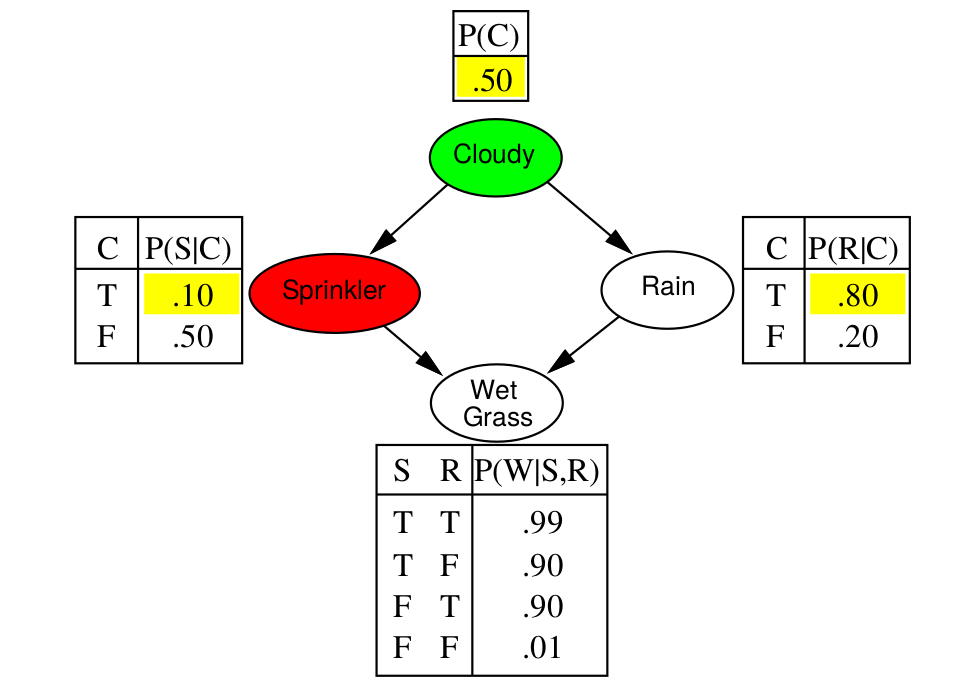 P(C)
.50
Cloudy
C P(S|C)
T .10
F .50
Sprinkler
Rain
C P(R|C)
T .80
F .20
Wet
Grass
S R P(W|S,R)
T T .99
T F .90
F T .90
F F .01